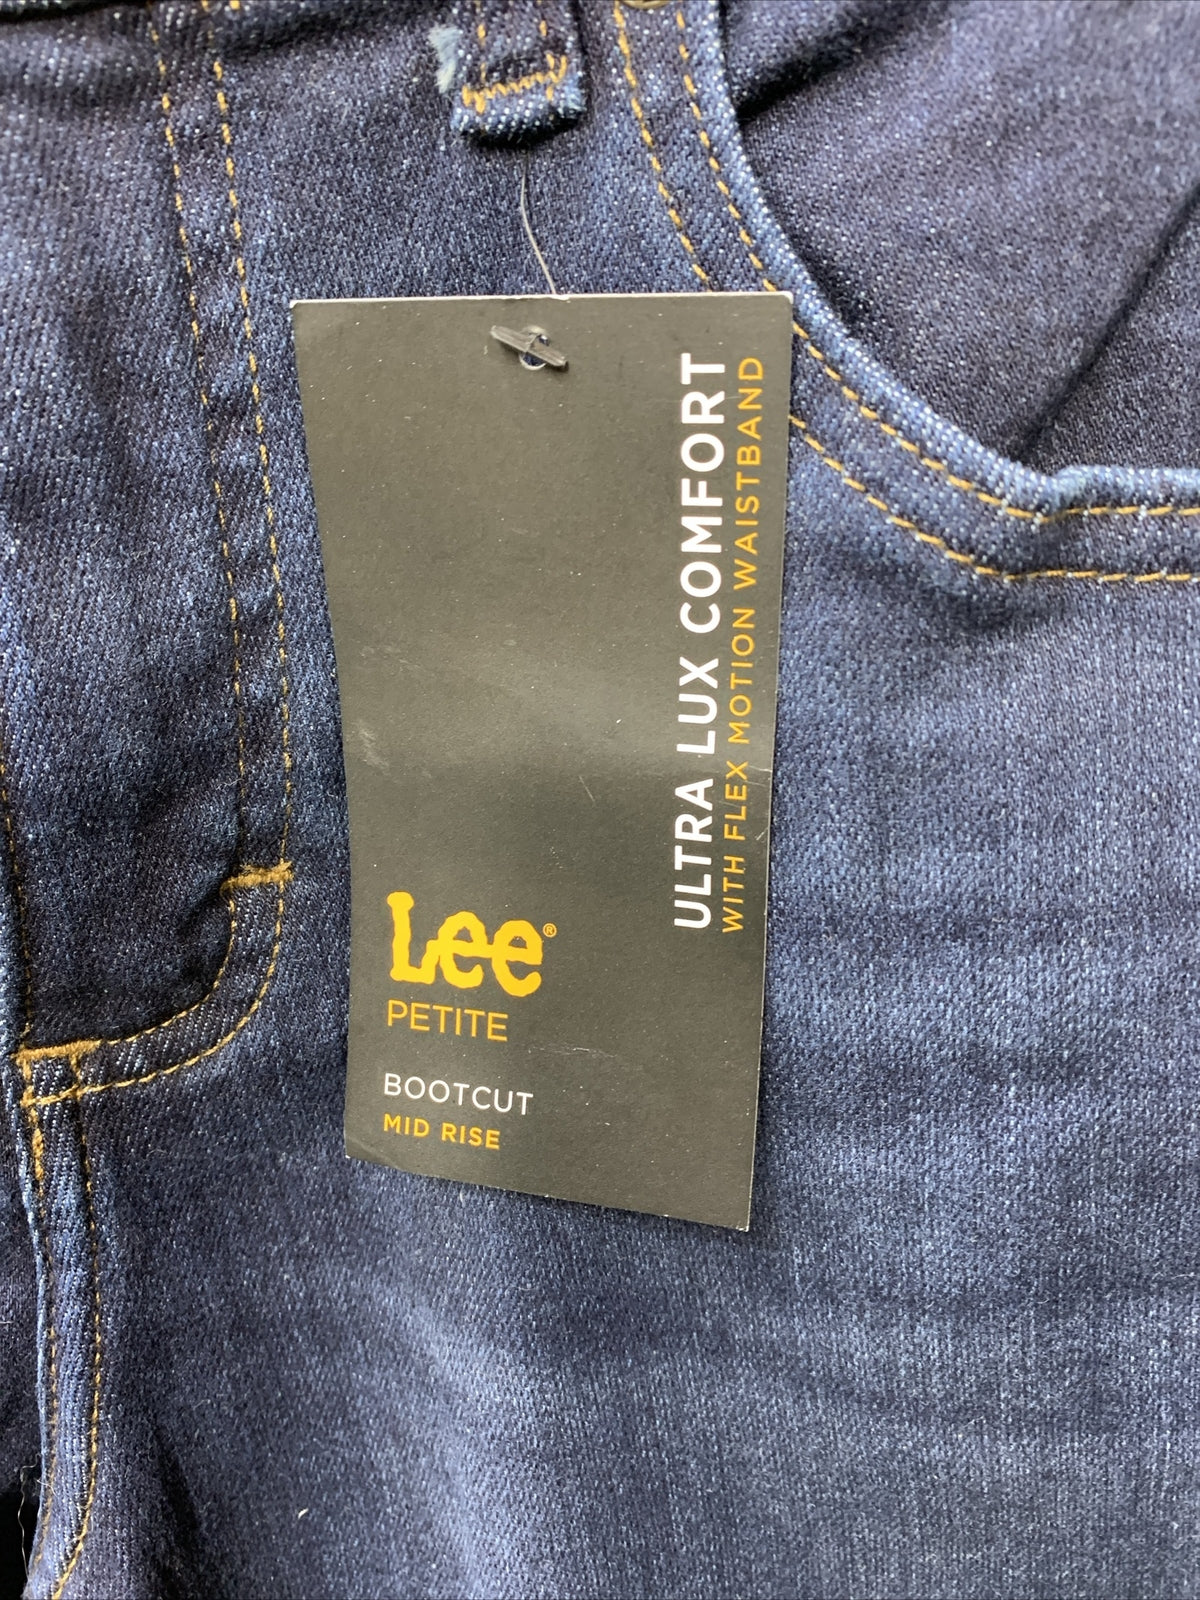 ULTRA LUX COMFORT
WITH FLEX MOTION WAISTBAND
Lee®
PETITE
BOOTCUT
MID RISE